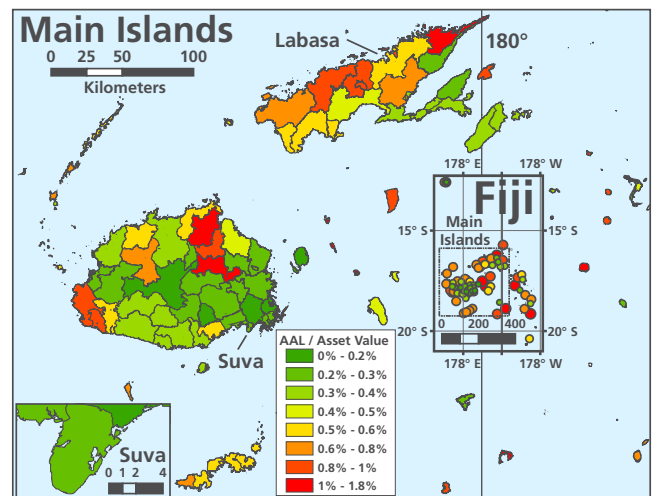 Main Islands
0 25 50 100
Kilometers
Labasa
180°
178° E 178° W
Fiji
Main
Islands
15° S 15° S
0 200 400
20° S 20° S
178° E 178° W
Suva
AAL / Asset Value
0% - 0.2%
0.2% - 0.3%
0.3% - 0.4%
0.4% - 0.5%
0.5% - 0.6%
0.6% - 0.8%
0.8% - 1%
1% - 1.8%
Suva
0 1 2 4